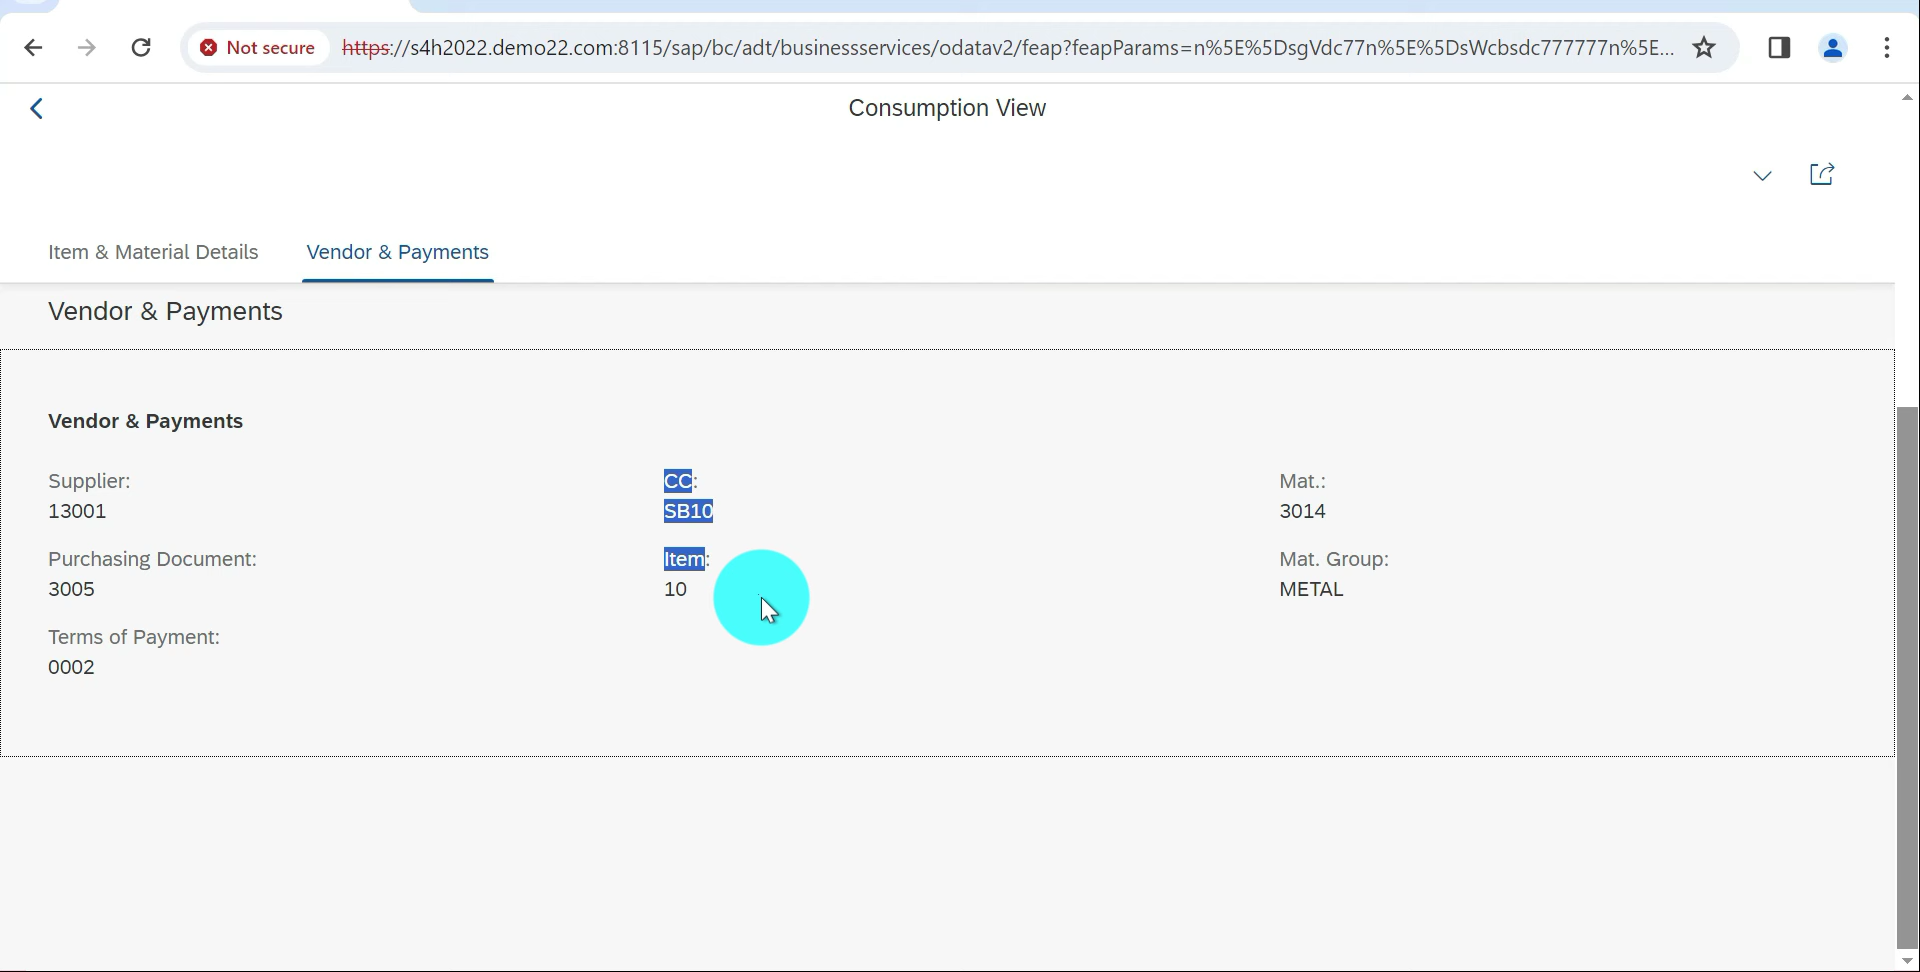 Not secure https://s4h2022.demo22.com:8115/sap/bc/adt/businessservices/odatav2/feap?feapParams=n%5E%5DsgVdc77n%5E%5DsWcbsdc777777n%5E...
Consumption View
Item & Material Details Vendor & Payments
Vendor & Payments
Vendor & Payments
Supplier: CC: Mat.:
13001 SB10 3014
Purchasing Document: Item: Mat. Group:
3005 10 METAL
Terms of Payment:
0002